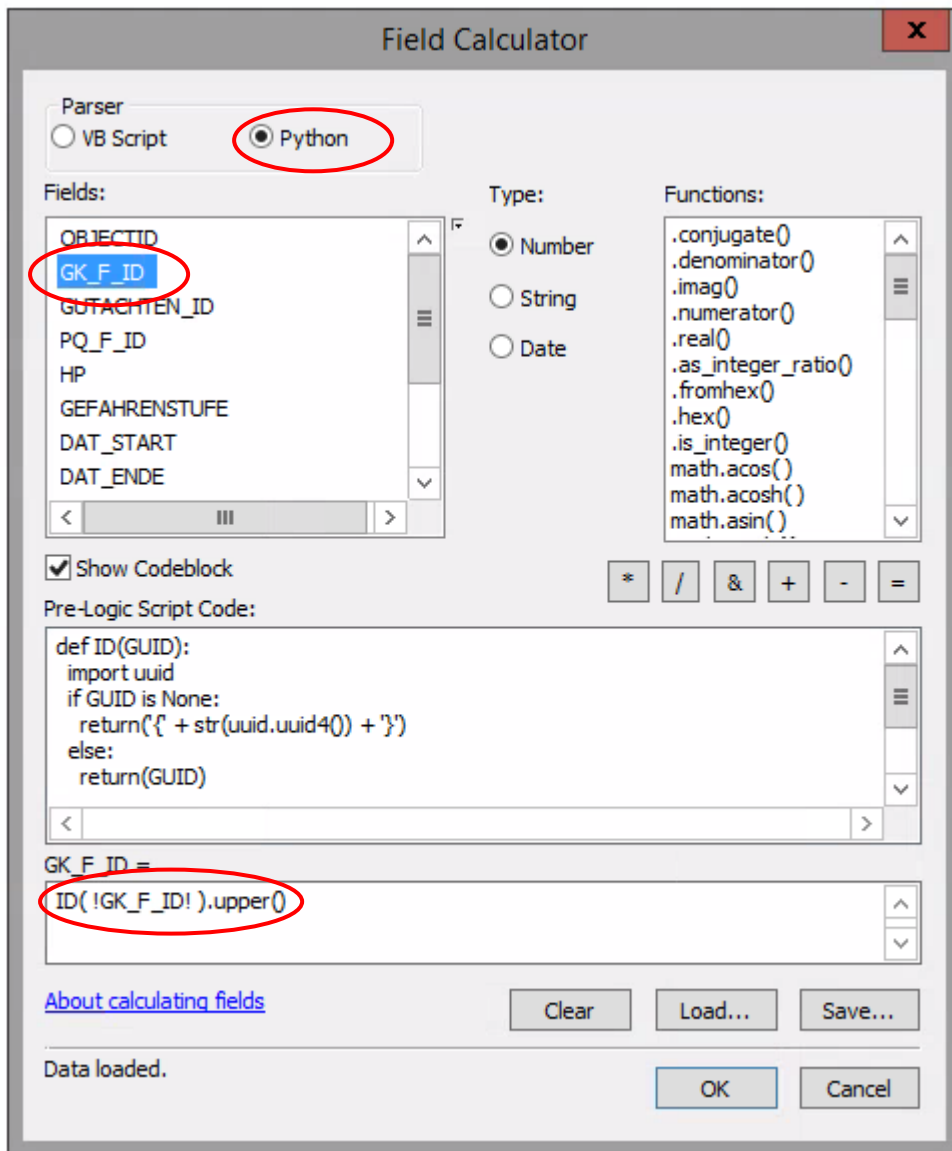 Field Calculator
x
Parser
VB Script
Python
Fields:
OBJECTID
GK_F_ID
GUTACHTEN_ID
PQ_F_ID
HP
GEFAHRENSTUFE
DAT_START
DAT_ENDE
Type:
Number
String
Date
Functions:
.conjugate()
.denominator()
.imag()
.numerator()
.real()
.as_integer_ratio()
.fromhex()
.hex()
.is_integer()
math.acos( )
math.acosh( )
math.asin( )
Show Codeblock
* / & + - =
Pre-Logic Script Code:
def ID(GUID):
  import uuid
  if GUID is None:
    return('{' + str(uuid.uuid4()) + '}')
  else:
    return(GUID)
GK_F_ID =
ID( !GK_F_ID! ).upper()
About calculating fields
Clear
Load...
Save...
Data loaded.
OK
Cancel